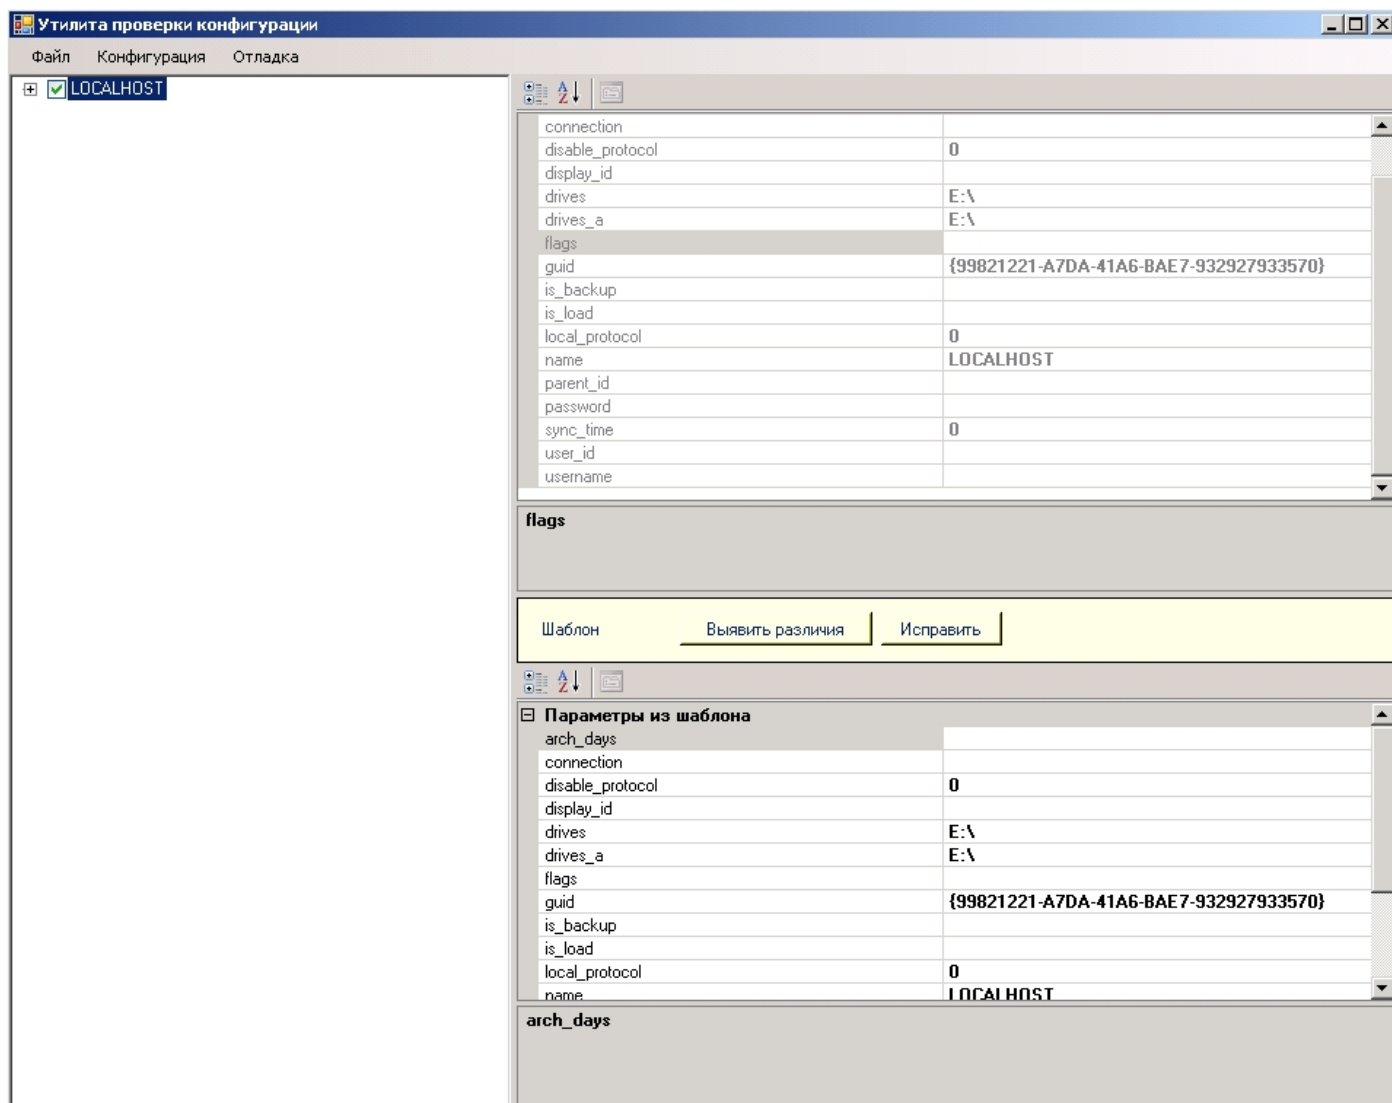 Утилита проверки конфигурации
Файл Конфигурация Отладка
LOCALHOST
connection
disable_protocol 0
display_id
drives E:\
drives_a E:\
flags
guid {99821221-A7DA-41A6-BAE7-932927933570}
is_backup
is_load
local_protocol 0
name LOCALHOST
parent_id
password
sync_time 0
user_id
username
flags
Шаблон Выявить различия Исправить
Параметры из шаблона
arch_days
connection
disable_protocol 0
display_id
drives E:\
drives_a E:\
flags
guid {99821221-A7DA-41A6-BAE7-932927933570}
is_backup
is_load
local_protocol 0
name LOCALHOST
arch_days